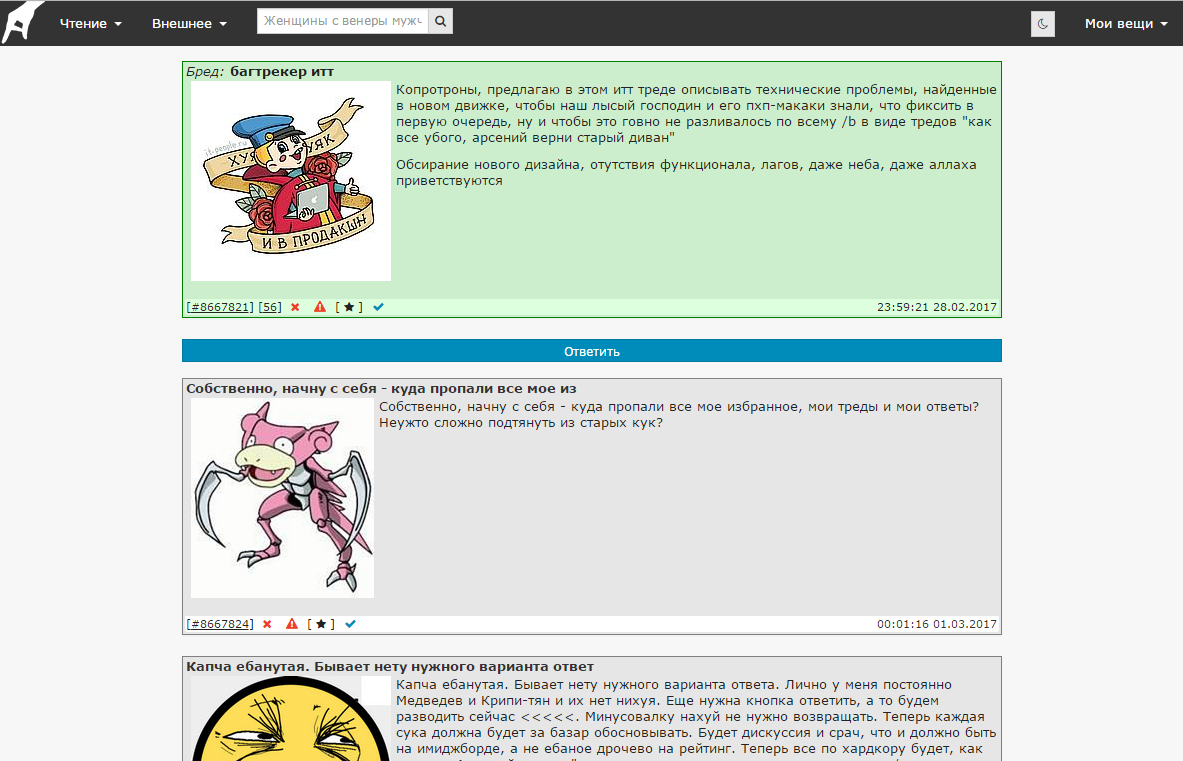 Чтение
Внешнее
Женщины с венеры мужч
Мои вещи
Бред: багтрекер итт
Копротроны, предлагаю в этом итт треде описывать технические проблемы, найденные
в новом движке, чтобы наш лысый господин и его пхп-макаки знали, что фиксить в
первую очередь, ну и чтобы это говно не разливалось по всему /b в виде тредов "как
все убого, арсений верни старый диван"
Обсирание нового дизайна, отутствия функционала, лагов, даже неба, даже аллаха
приветствуются
it-people.ru
ХУЯ
УЯК
И В ПРОДАКШН
[#8667821] [56] [ ★ ] 23:59:21 28.02.2017
Ответить
Собственно, начну с себя - куда пропали все мое из
Собственно, начну с себя - куда пропали все мое избранное, мои треды и мои ответы?
Неужто сложно подтянуть из старых кук?
[#8667824] [ ★ ] 00:01:16 01.03.2017
Капча ебанутая. Бывает нету нужного варианта ответ
Капча ебанутая. Бывает нету нужного варианта ответа. Лично у меня постоянно
Медведев и Крипи-тян и их нет нихуя. Еще нужна кнопка ответить, а то будем
разводить сейчас <<<<<. Минусовалку нахуй не нужно возвращать. Теперь каждая
сука должна будет за базар обосновывать. Будет дискуссия и срач, что и должно быть
на имиджборде, а не ебаное дрочево на рейтинг. Теперь все по хардкору будет, как